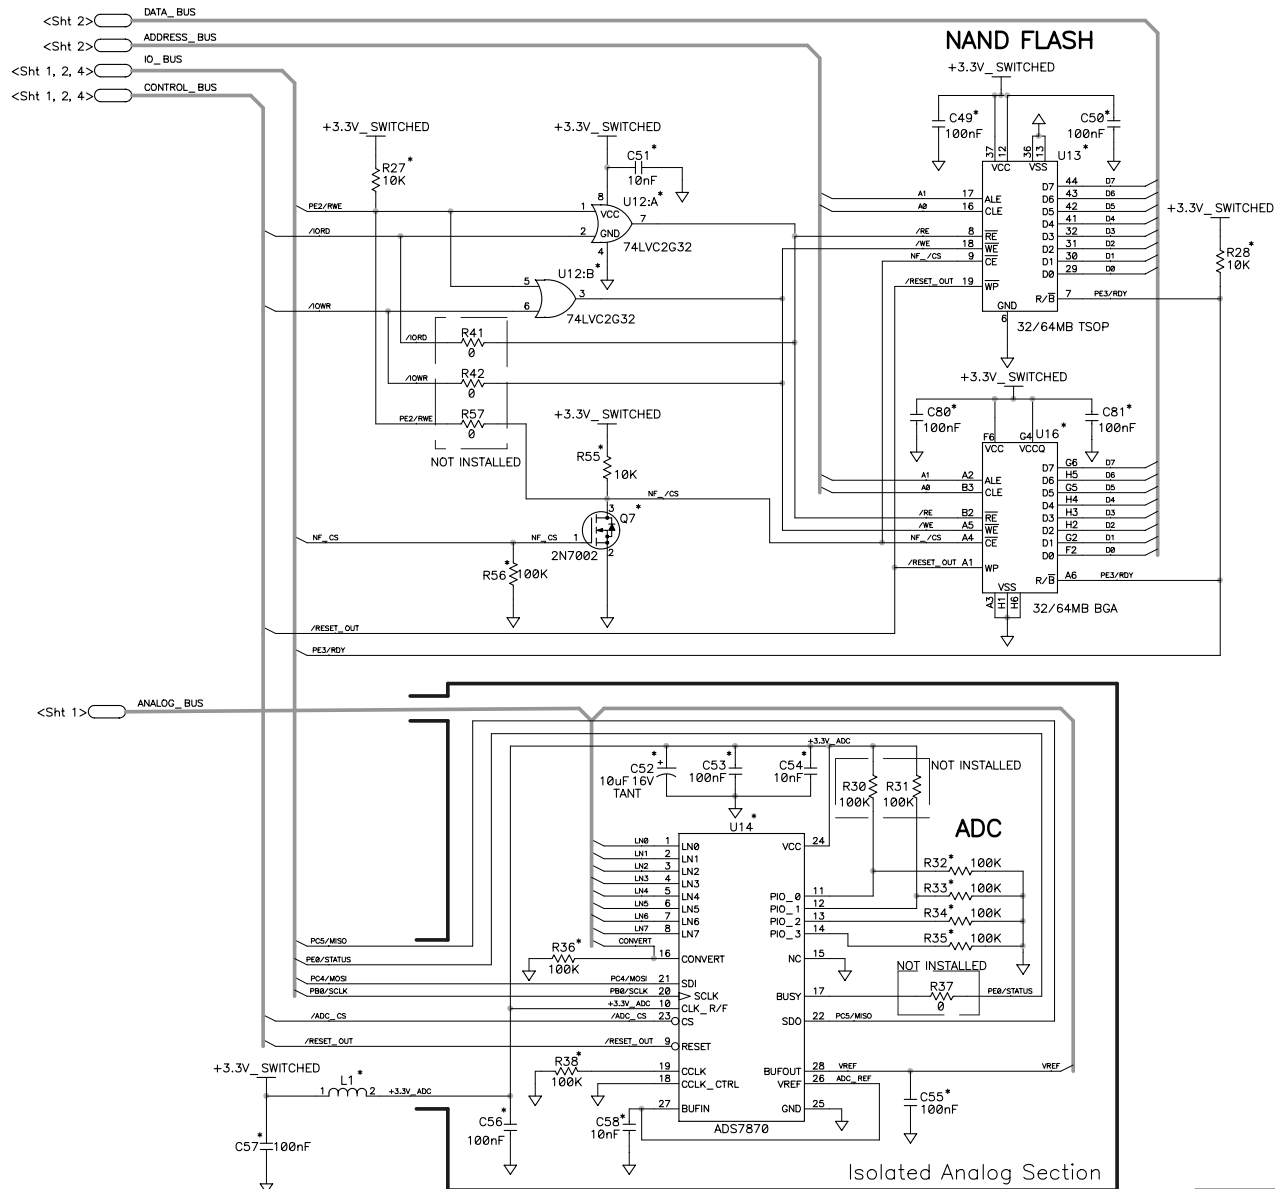 <Sht 2> DATA_BUS
<Sht 2> ADDRESS_BUS
<Sht 1, 2, 4> IO_BUS
<Sht 1, 2, 4> CONTROL_BUS
NAND FLASH
+3.3V_SWITCHED
C49* 100nF
C50* 100nF
37 12 36 13
VCC VSS U13*
+3.3V_SWITCHED
R27* 10K
+3.3V_SWITCHED
C51* 10nF
8
U12:A*
PE2/RWE 1 VCC 7
/IORD 2 GND
4
74LVC2G32
U12:B*
5 3
/IOWR 6
74LVC2G32
A1 17 ALE
A0 16 CLE
/RE 8 RE
/WE 18 WE
NF_/CS 9 CE
/RESET_OUT 19 WP
D7 44 D7
D6 43 D6
D5 42 D5
D4 41 D4
D3 32 D3
D2 31 D2
D1 30 D1
D0 29 D0
R/B 7 PE3/RDY
GND
6
32/64MB TSOP
+3.3V_SWITCHED
R28* 10K
/IORD R41 0
/IOWR R42 0
PE2/RWE R57 0
NOT INSTALLED
+3.3V_SWITCHED
R55* 10K
NF_/CS
3
Q7*
NF_CS NF_CS 1
2N7002 2
R56* 100K
+3.3V_SWITCHED
C80* 100nF
C81* 100nF
F6 G4 U16*
VCC VCCQ
A1 A2 ALE
A0 B3 CLE
/RE B2 RE
/WE A5 WE
NF_/CS A4 CE
/RESET_OUT A1 WP
D7 G6 D7
D6 H5 D6
D5 G5 D5
D4 H4 D4
D3 H3 D3
D2 H2 D2
D1 G2 D1
D0 F2 D0
R/B A6 PE3/RDY
VSS
A3 H1 H6
32/64MB BGA
/RESET_OUT
PE3/RDY
<Sht 1> ANALOG_BUS
+3.3V_ADC
C52* + 10uF 16V TANT
C53* 100nF
C54* 10nF
R30 100K
R31 100K
NOT INSTALLED
ADC
U14*
LN0 1 LN0
LN1 2 LN1
LN2 3 LN2
LN3 4 LN3
LN4 5 LN4
LN5 6 LN5
LN6 7 LN6
LN7 8 LN7
CONVERT
R36* 100K 16 CONVERT
VCC 24
PIO_0 11
PIO_1 12
PIO_2 13
PIO_3 14
NC 15
R32* 100K
R33* 100K
R34* 100K
R35* 100K
NOT INSTALLED
BUSY 17 R37 0 PE0/STATUS
SDO 22 PC5/MISO
PC5/MISO
PE0/STATUS
PC4/MOSI PC4/MOSI 21 SDI
PB0/SCLK PB0/SCLK 20 SCLK
+3.3V_ADC 10 CLK_R/F
/ADC_CS /ADC_CS 23 CS
/RESET_OUT /RESET_OUT 9 RESET
R38* 100K 19 CCLK
18 CCLK_CTRL
27 BUFIN
BUFOUT 28 VREF VREF
VREF 26 ADC_REF
GND 25
ADS7870
C55* 100nF
+3.3V_SWITCHED
1 L1* 2 +3.3V_ADC
C57* 100nF
C56* 100nF
C58* 10nF
Isolated Analog Section